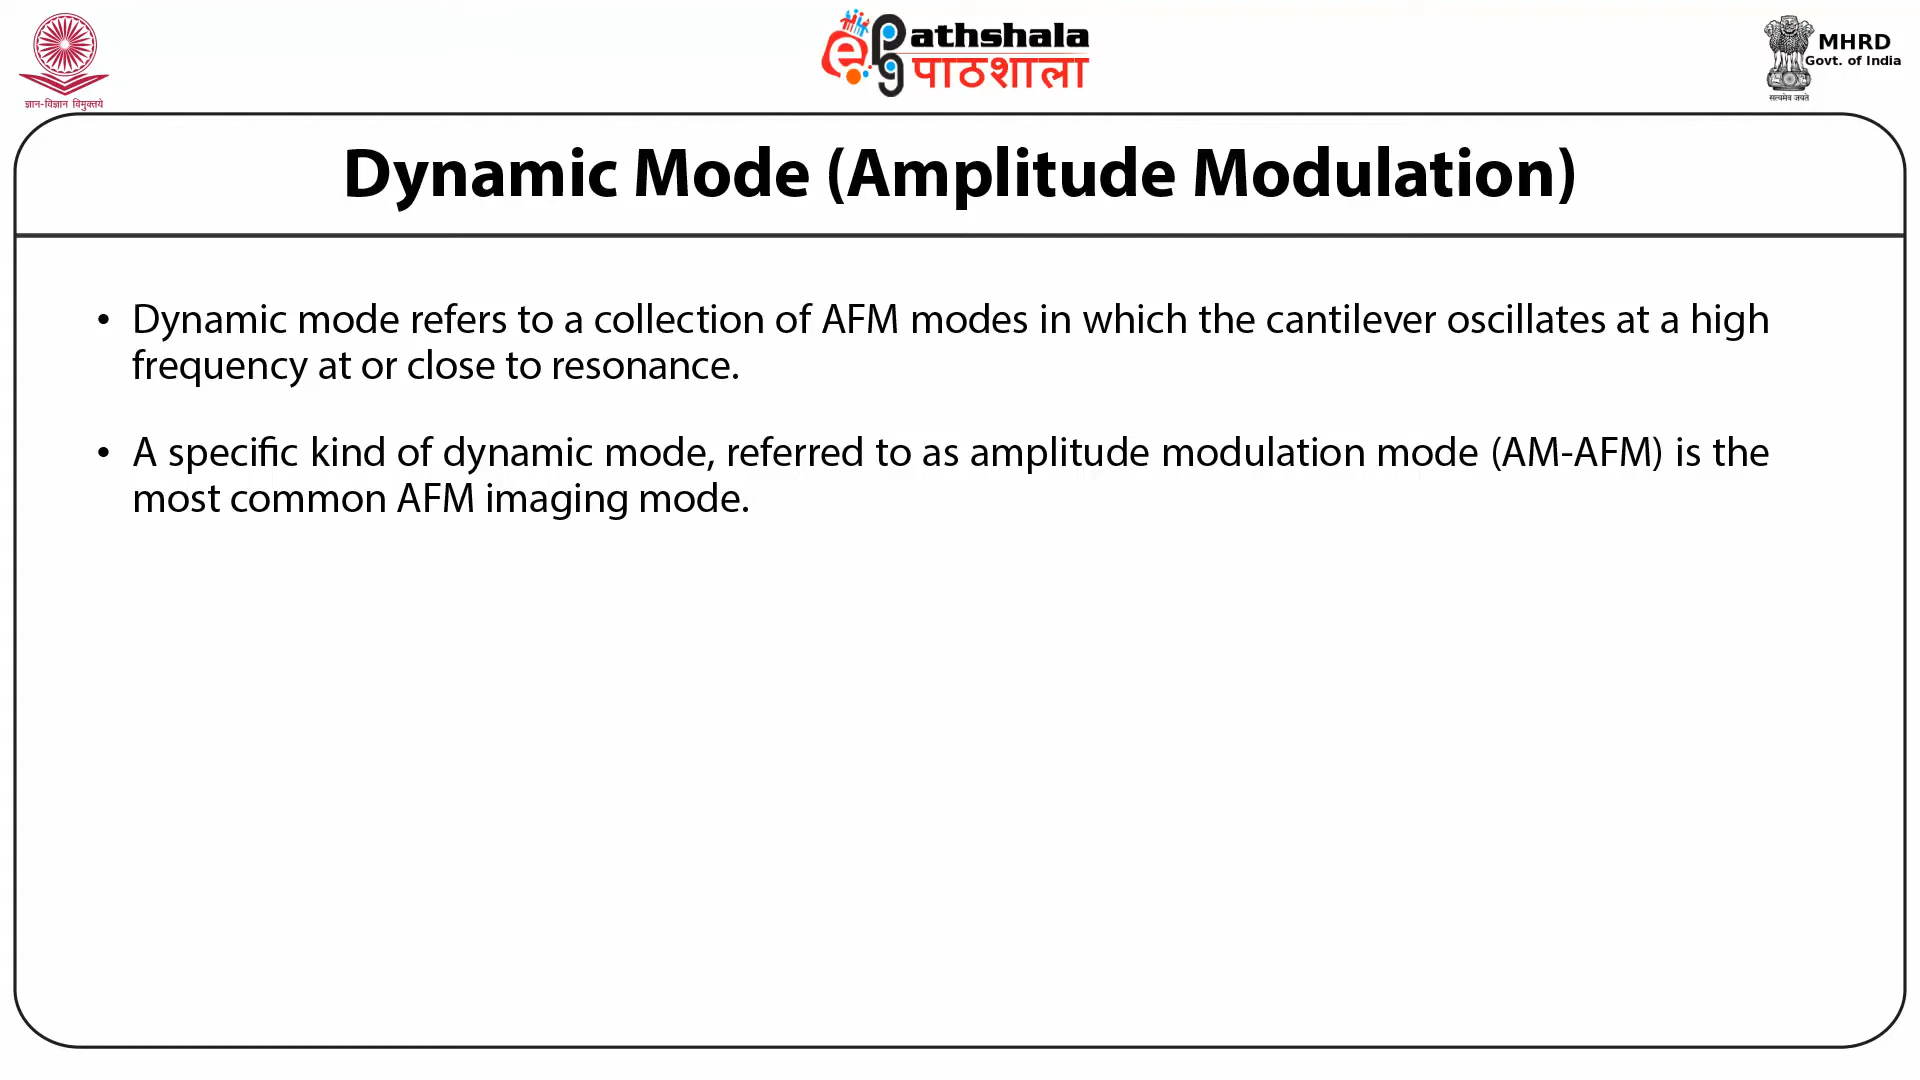 ज्ञान-विज्ञान विमुक्तये
ePGathshala
पाठशाला
MHRD
Govt. of India
सत्यमेव जयते
Dynamic Mode (Amplitude Modulation)
• Dynamic mode refers to a collection of AFM modes in which the cantilever oscillates at a high
frequency at or close to resonance.
• A specific kind of dynamic mode, referred to as amplitude modulation mode (AM-AFM) is the
most common AFM imaging mode.